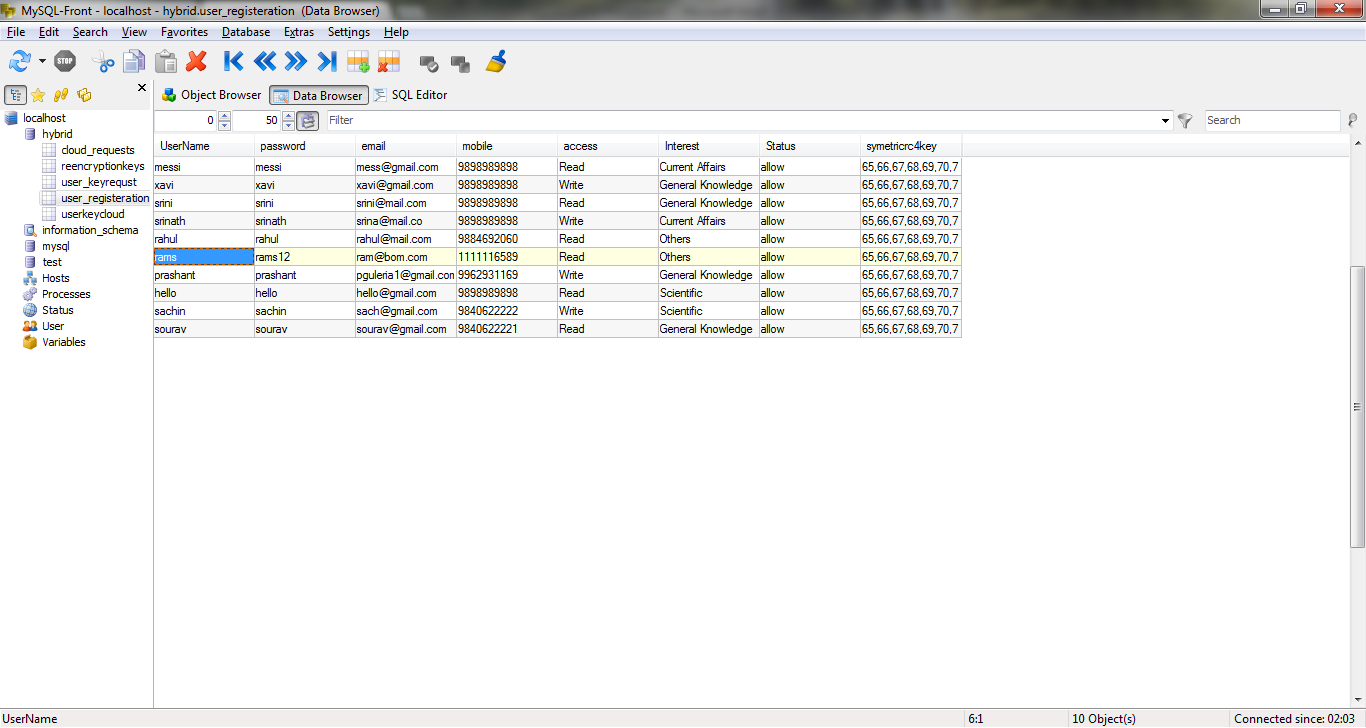 MySQL-Front - localhost - hybrid.user_registeration (Data Browser)
File Edit Search View Favorites Database Extras Settings Help
STOP
Object Browser Data Browser SQL Editor
0 50 Filter Search
localhost
hybrid
cloud_requests
reencryptionkeys
user_keyrequst
user_registeration
userkeycloud
information_schema
mysql
test
Hosts
Processes
Status
User
Variables
UserName password email mobile access Interest Status symetricrc4key
messi messi mess@gmail.com 9898989898 Read Current Affairs allow 65,66,67,68,69,70,7
xavi xavi xavi@gmail.com 9898989898 Write General Knowledge allow 65,66,67,68,69,70,7
srini srini srini@mail.com 9898989898 Read General Knowledge allow 65,66,67,68,69,70,7
srinath srinath srina@mail.co 9898989898 Write Current Affairs allow 65,66,67,68,69,70,7
rahul rahul rahul@mail.com 9884692060 Read Others allow 65,66,67,68,69,70,7
rams rams12 ram@bom.com 1111116589 Read Others allow 65,66,67,68,69,70,7
prashant prashant pguleria1@gmail.com 9962931169 Write General Knowledge allow 65,66,67,68,69,70,7
hello hello hello@gmail.com 9898989898 Read Scientific allow 65,66,67,68,69,70,7
sachin sachin sach@gmail.com 9840622222 Write Scientific allow 65,66,67,68,69,70,7
sourav sourav sourav@gmail.com 9840622221 Read General Knowledge allow 65,66,67,68,69,70,7
UserName 6:1 10 Object(s) Connected since: 02:03